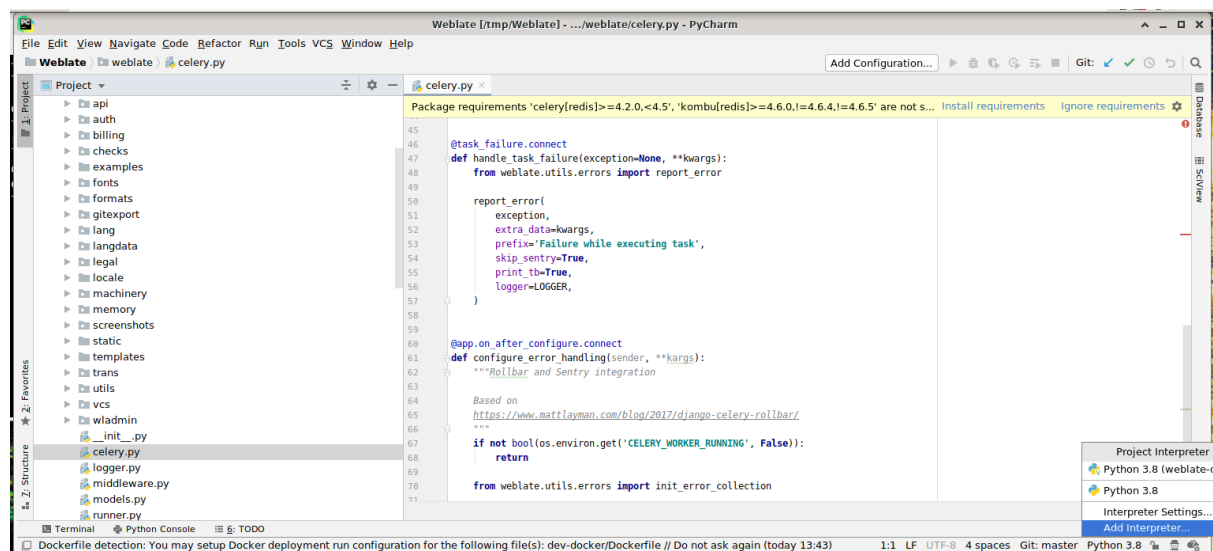 Weblate [/tmp/Weblate] - .../weblate/celery.py - PyCharm
File Edit View Navigate Code Refactor Run Tools VCS Window Help
Weblate weblate celery.py
Add Configuration...
Git:
1: Project
Project
celery.py
Package requirements 'celery[redis]>=4.2.0,<4.5', 'kombu[redis]>=4.6.0,!=4.6.4,!=4.6.5' are not s... Install requirements Ignore requirements
api
auth
billing
checks
examples
fonts
formats
gitexport
lang
langdata
legal
locale
machinery
memory
screenshots
static
templates
trans
utils
vcs
wladmin
__init__.py
celery.py
logger.py
middleware.py
models.py
runner.py
45
46 @task_failure.connect
47 def handle_task_failure(exception=None, **kwargs):
48 from weblate.utils.errors import report_error
49
50 report_error(
51 exception,
52 extra_data=kwargs,
53 prefix='Failure while executing task',
54 skip_sentry=True,
55 print_tb=True,
56 logger=LOGGER,
57 )
58
59
60 @app.on_after_configure.connect
61 def configure_error_handling(sender, **kargs):
62 """Rollbar and Sentry integration
63
64 Based on
65 https://www.mattlayman.com/blog/2017/django-celery-rollbar/
66 """
67 if not bool(os.environ.get('CELERY_WORKER_RUNNING', False)):
68 return
69
70 from weblate.utils.errors import init_error_collection
71
Database
SciView
2: Favorites
Z: Structure
Project Interpreter
Python 3.8 (weblate-
Python 3.8
Interpreter Settings...
Add Interpreter...
Terminal Python Console 6: TODO
Dockerfile detection: You may setup Docker deployment run configuration for the following file(s): dev-docker/Dockerfile // Do not ask again (today 13:43) 1:1 LF UTF-8 4 spaces Git: master Python 3.8